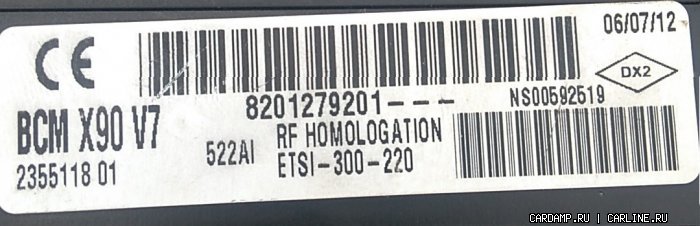 06/07/12
CE
DX2
8201279201---
NS00592519
BCM X90 V7
522AI
RF HOMOLOGATION
ETSI-300-220
2355118 01
CARDAMP.RU | CARLINE.RU